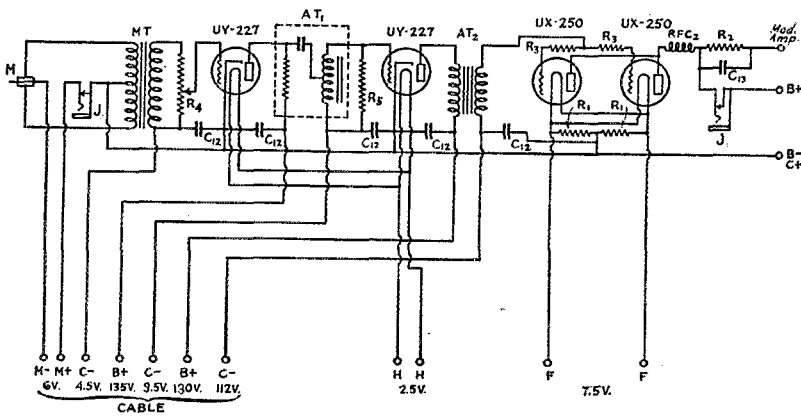 MT
UY-227
AT1
UY-227
AT2
UX-250
UX-250
RFC2
R2
Mod. Amp.
R3
R3
C13
M
J
R4
R5
B+
J
R1
R1
C12
C12
C12
C12
C12
B-
C+
M- M+ C- B+ C- B+ C-
6V. 4.5V. 135V. 9.5V. 130V. 112V.
CABLE
H H
2.5V.
F F
7.5V.